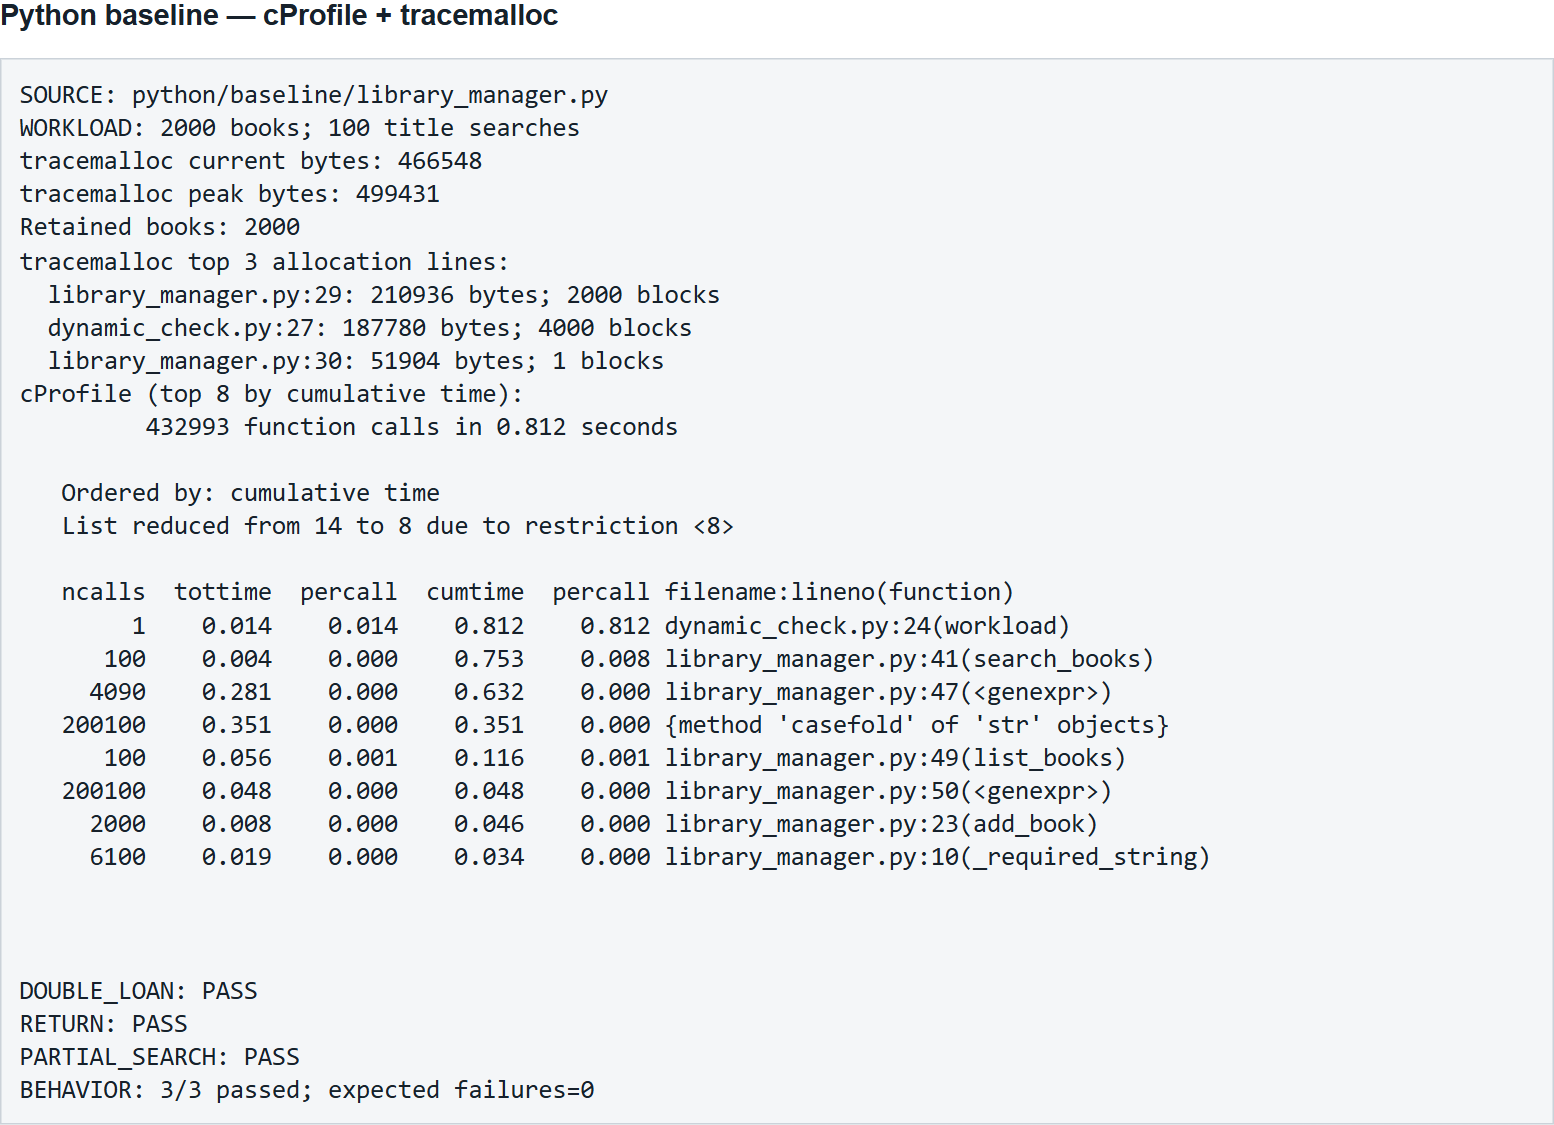 Python baseline — cProfile + tracemalloc
SOURCE: python/baseline/library_manager.py
WORKLOAD: 2000 books; 100 title searches
tracemalloc current bytes: 466548
tracemalloc peak bytes: 499431
Retained books: 2000
tracemalloc top 3 allocation lines:
  library_manager.py:29: 210936 bytes; 2000 blocks
  dynamic_check.py:27: 187780 bytes; 4000 blocks
  library_manager.py:30: 51904 bytes; 1 blocks
cProfile (top 8 by cumulative time):
         432993 function calls in 0.812 seconds

   Ordered by: cumulative time
   List reduced from 14 to 8 due to restriction <8>

   ncalls  tottime  percall  cumtime  percall filename:lineno(function)
        1    0.014    0.014    0.812    0.812 dynamic_check.py:24(workload)
      100    0.004    0.000    0.753    0.008 library_manager.py:41(search_books)
     4090    0.281    0.000    0.632    0.000 library_manager.py:47(<genexpr>)
   200100    0.351    0.000    0.351    0.000 {method 'casefold' of 'str' objects}
      100    0.056    0.001    0.116    0.001 library_manager.py:49(list_books)
   200100    0.048    0.000    0.048    0.000 library_manager.py:50(<genexpr>)
     2000    0.008    0.000    0.046    0.000 library_manager.py:23(add_book)
     6100    0.019    0.000    0.034    0.000 library_manager.py:10(_required_string)

DOUBLE_LOAN: PASS
RETURN: PASS
PARTIAL_SEARCH: PASS
BEHAVIOR: 3/3 passed; expected failures=0